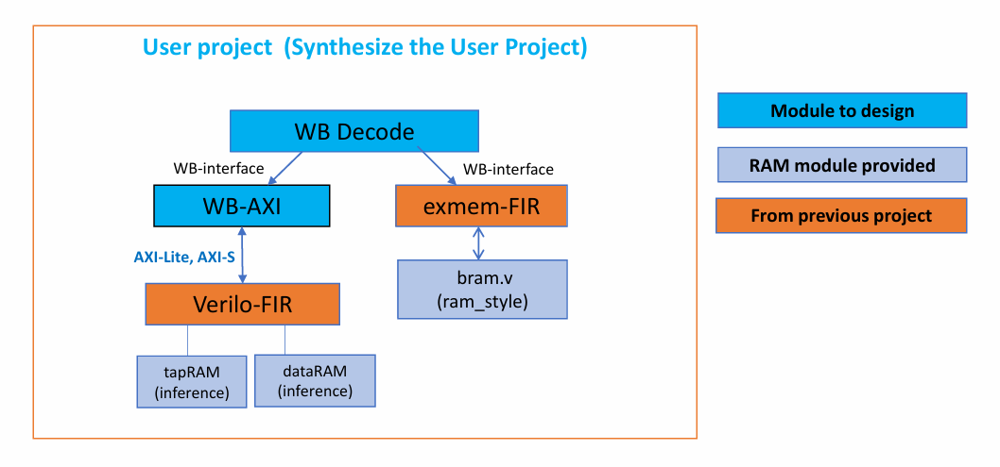 User project  (Synthesize the User Project)
Module to design
WB Decode
RAM module provided
WB-interface
WB-interface
WB-AXI
exmem-FIR
From previous project
AXI-Lite, AXI-S
bram.v
(ram_style)
Verilo-FIR
tapRAM
(inference)
dataRAM
(inference)